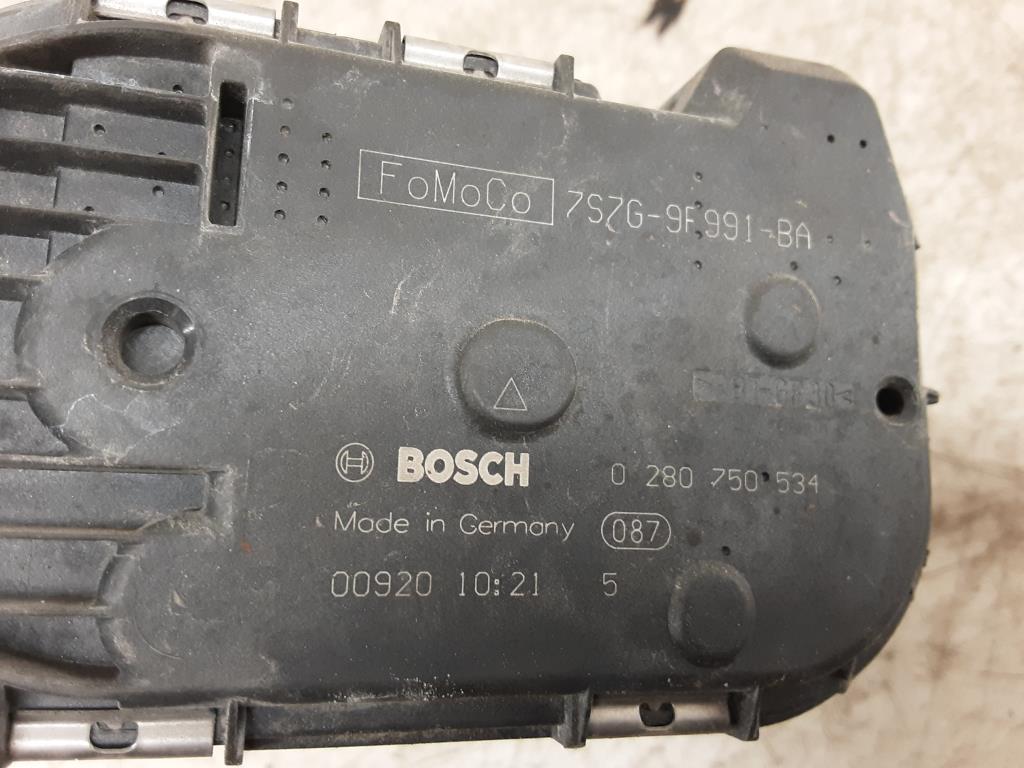 FoMoCo 7S7G-9F991-BA
BOSCH 0 280 750 534
Made in Germany 087
00920 10:21 5